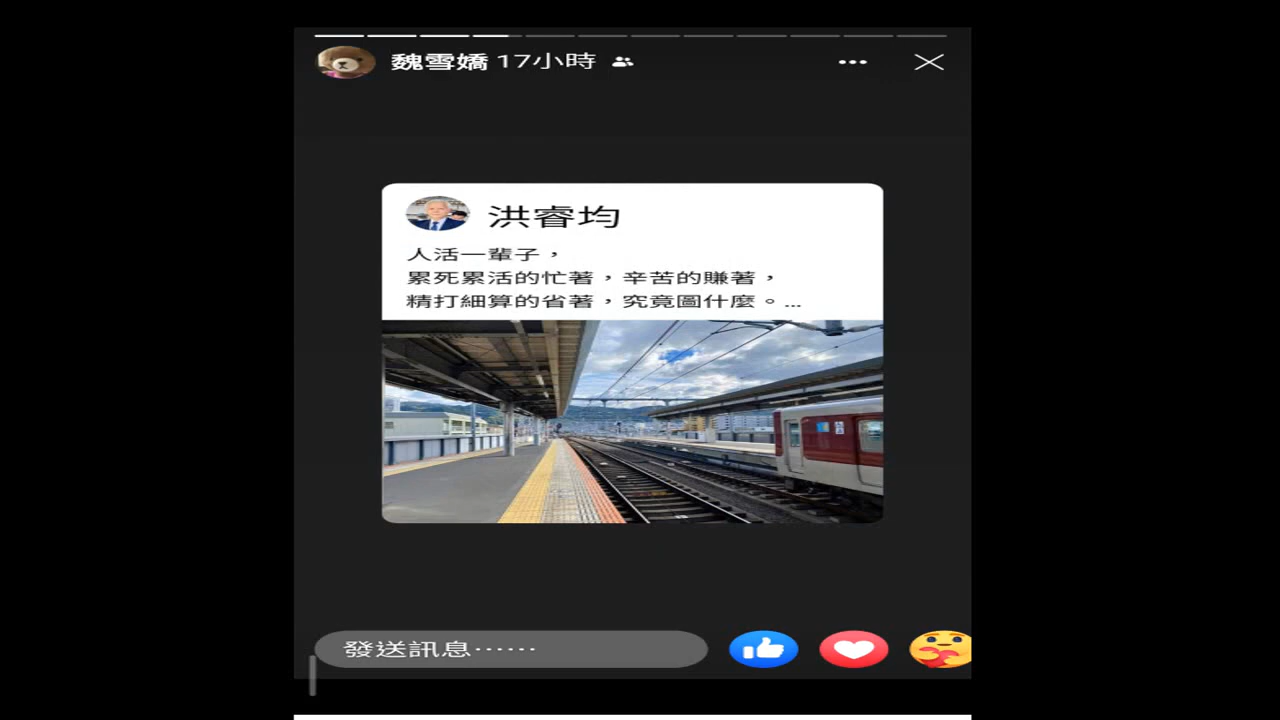 魏雪嬌 17小時
洪睿均
人活一輩子，
累死累活的忙著，辛苦的賺著，
精打細算的省著，究竟圖什麼。...
發送訊息……